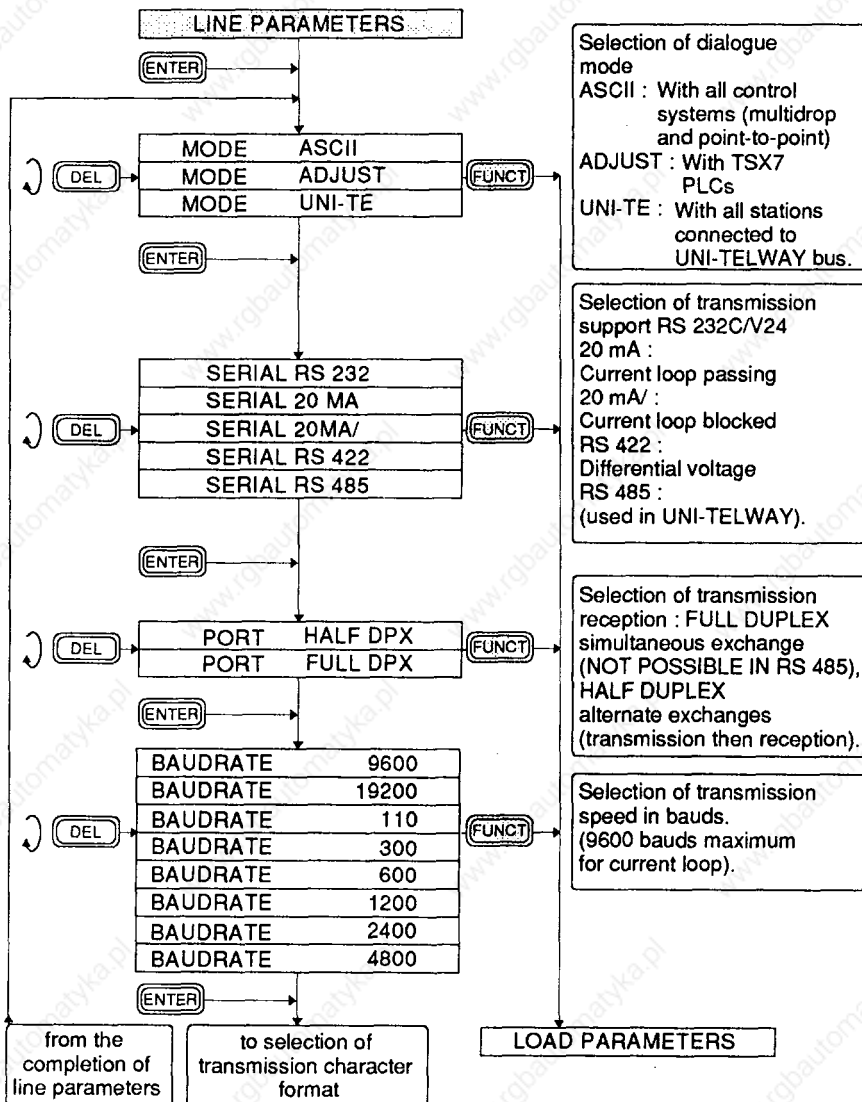 LINE PARAMETERS
ENTER
MODE ASCII
MODE ADJUST
MODE UNI-TE
DEL
FUNCT
Selection of dialogue
mode
ASCII : With all control
systems (multidrop
and point-to-point)
ADJUST : With TSX7
PLCs
UNI-TE : With all stations
connected to
UNI-TELWAY bus.
ENTER
SERIAL RS 232
SERIAL 20 MA
SERIAL 20MA/
SERIAL RS 422
SERIAL RS 485
DEL
FUNCT
Selection of transmission
support RS 232C/V24
20 mA :
Current loop passing
20 mA/ :
Current loop blocked
RS 422 :
Differential voltage
RS 485 :
(used in UNI-TELWAY).
ENTER
PORT HALF DPX
PORT FULL DPX
DEL
FUNCT
Selection of transmission
reception : FULL DUPLEX
simultaneous exchange
(NOT POSSIBLE IN RS 485),
HALF DUPLEX
alternate exchanges
(transmission then reception).
ENTER
BAUDRATE 9600
BAUDRATE 19200
BAUDRATE 110
BAUDRATE 300
BAUDRATE 600
BAUDRATE 1200
BAUDRATE 2400
BAUDRATE 4800
DEL
FUNCT
Selection of transmission
speed in bauds.
(9600 bauds maximum
for current loop).
ENTER
from the
completion of
line parameters
to selection of
transmission character
format
LOAD PARAMETERS
www.rgbautomatyka.pl